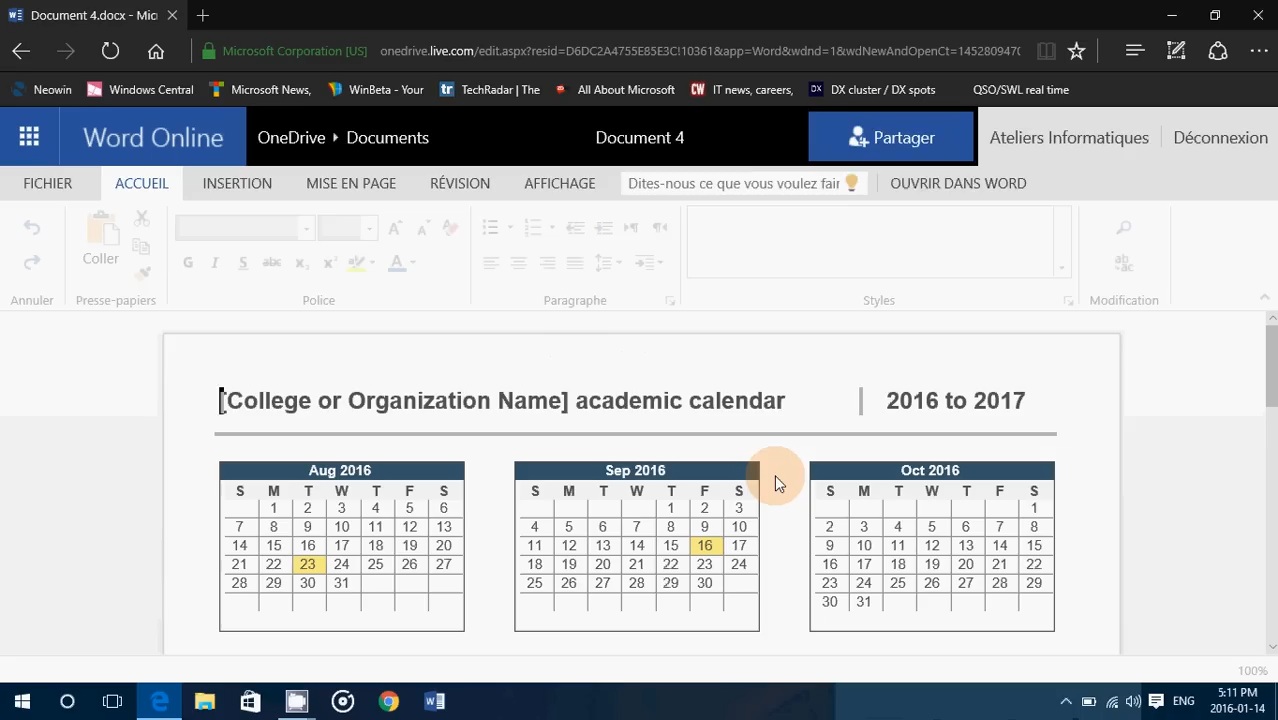 Document 4.docx - Mic
Microsoft Corporation [US] onedrive.live.com/edit.aspx?resid=D6DC2A4755E85E3C!10361&app=Word&wdnd=1&wdNewAndOpenCt=1452809470
Neowin Windows Central Microsoft News, WinBeta - Your TechRadar | The All About Microsoft IT news, careers, DX cluster / DX spots QSO/SWL real time
Word Online OneDrive Documents Document 4 Partager Ateliers Informatiques Déconnexion
FICHIER ACCUEIL INSERTION MISE EN PAGE RÉVISION AFFICHAGE Dites-nous ce que vous voulez fair OUVRIR DANS WORD
Coller
Annuler Presse-papiers Police Paragraphe Styles Modification
[College or Organization Name] academic calendar 2016 to 2017
Aug 2016 Sep 2016 Oct 2016
S M T W T F S S M T W T F S S M T W T F S
1 2 3 4 5 6 1 2 3 1
7 8 9 10 11 12 13 4 5 6 7 8 9 10 2 3 4 5 6 7 8
14 15 16 17 18 19 20 11 12 13 14 15 16 17 9 10 11 12 13 14 15
21 22 23 24 25 26 27 18 19 20 21 22 23 24 16 17 18 19 20 21 22
28 29 30 31 25 26 27 28 29 30 23 24 25 26 27 28 29
30 31
100%
ENG 5:11 PM
2016-01-14